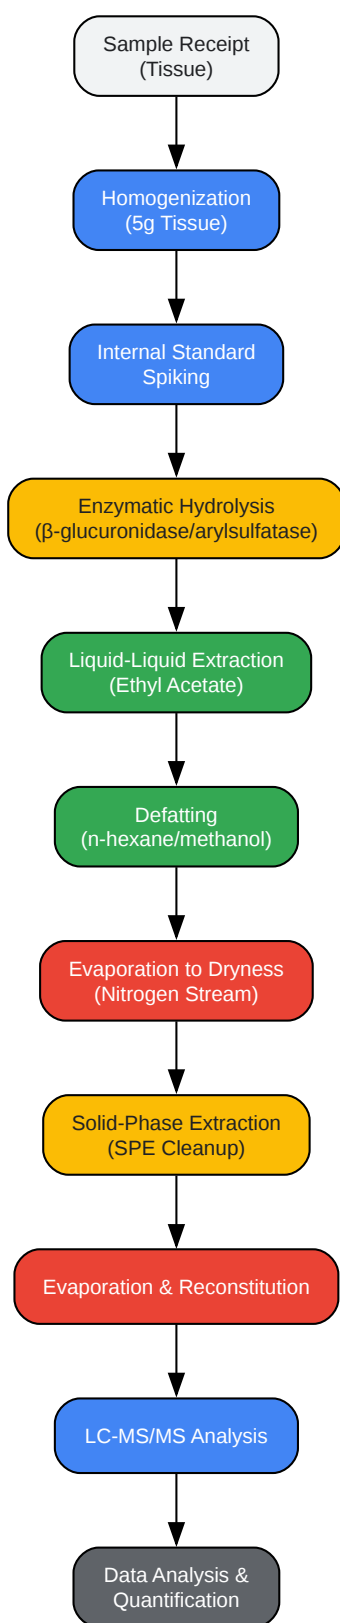 Sample Receipt
(Tissue)
Homogenization
(5g Tissue)
Internal Standard
Spiking
Enzymatic Hydrolysis
(β-glucuronidase/arylsulfatase)
Liquid-Liquid Extraction
(Ethyl Acetate)
Defatting
(n-hexane/methanol)
Evaporation to Dryness
(Nitrogen Stream)
Solid-Phase Extraction
(SPE Cleanup)
Evaporation & Reconstitution
LC-MS/MS Analysis
Data Analysis &
Quantification